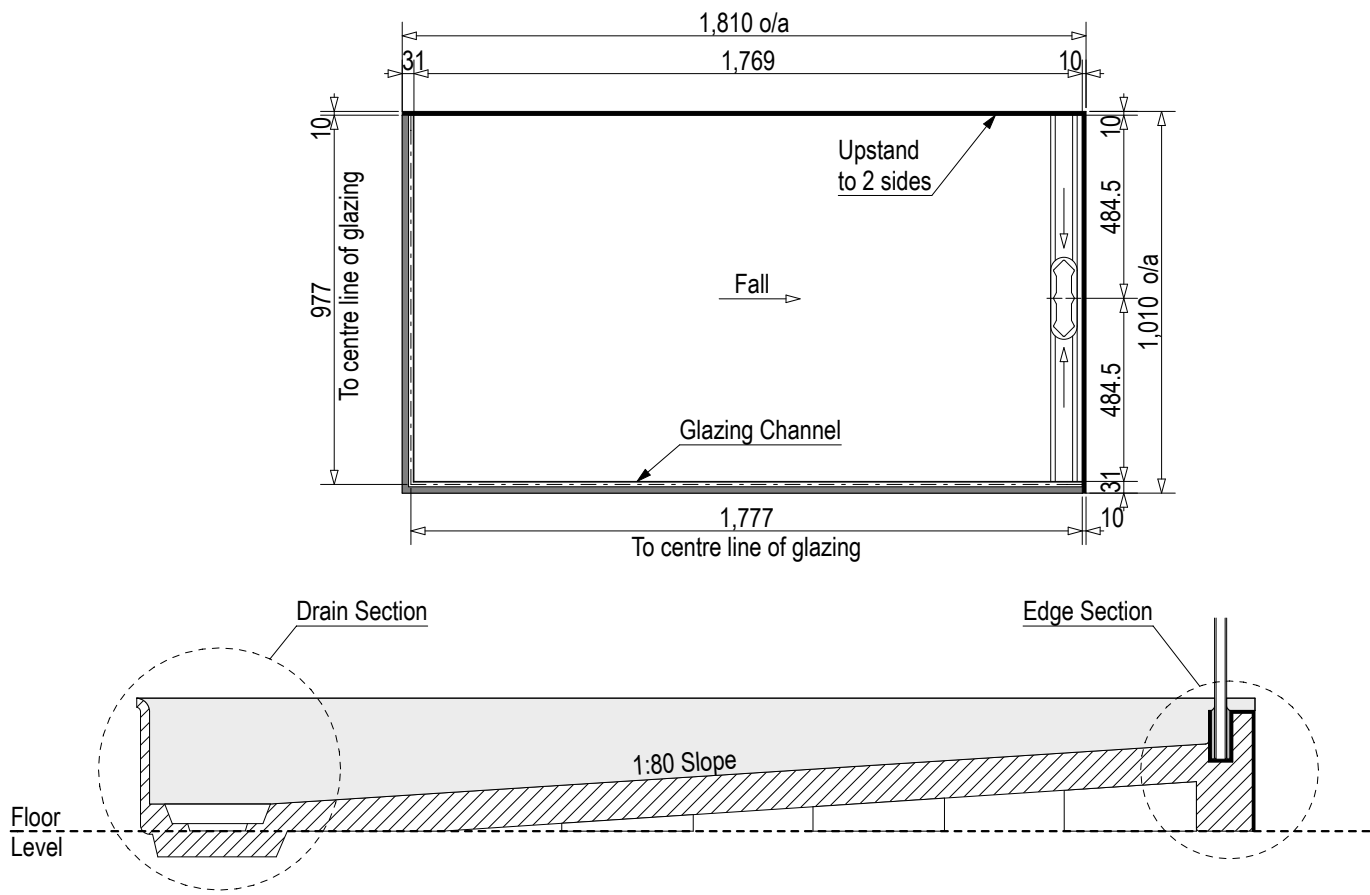 1,810 o/a
31
1,769
10
10
10
Upstand
to 2 sides
977
To centre line of glazing
484.5
1,010 o/a
Fall
484.5
Glazing Channel
31
1,777
10
To centre line of glazing
Drain Section
Edge Section
1:80 Slope
Floor
Level